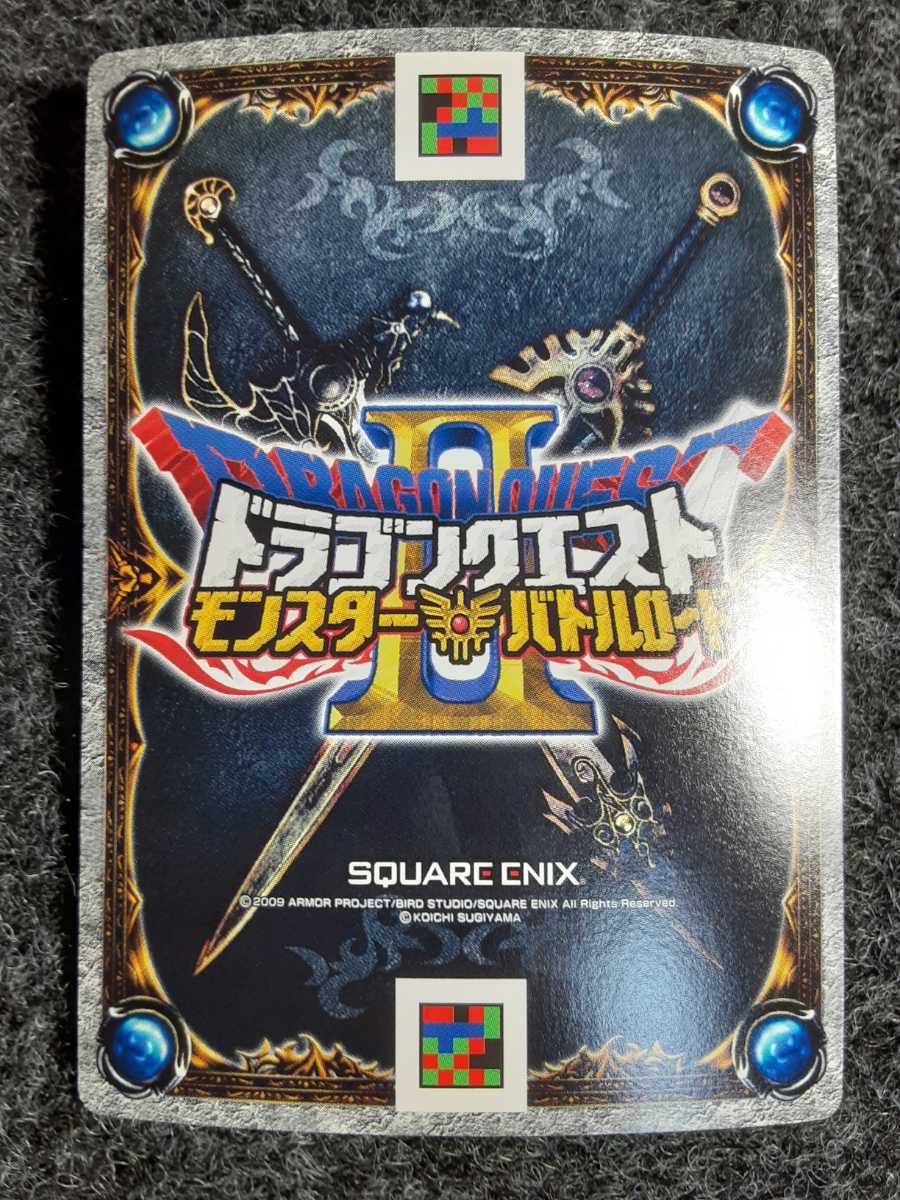 DRAGON QUEST
II
ドラゴンクエスト
モンスター バトルロード
SQUARE ENIX
© 2009 ARMOR PROJECT/BIRD STUDIO/SQUARE ENIX All Rights Reserved.
© KOICHI SUGIYAMA